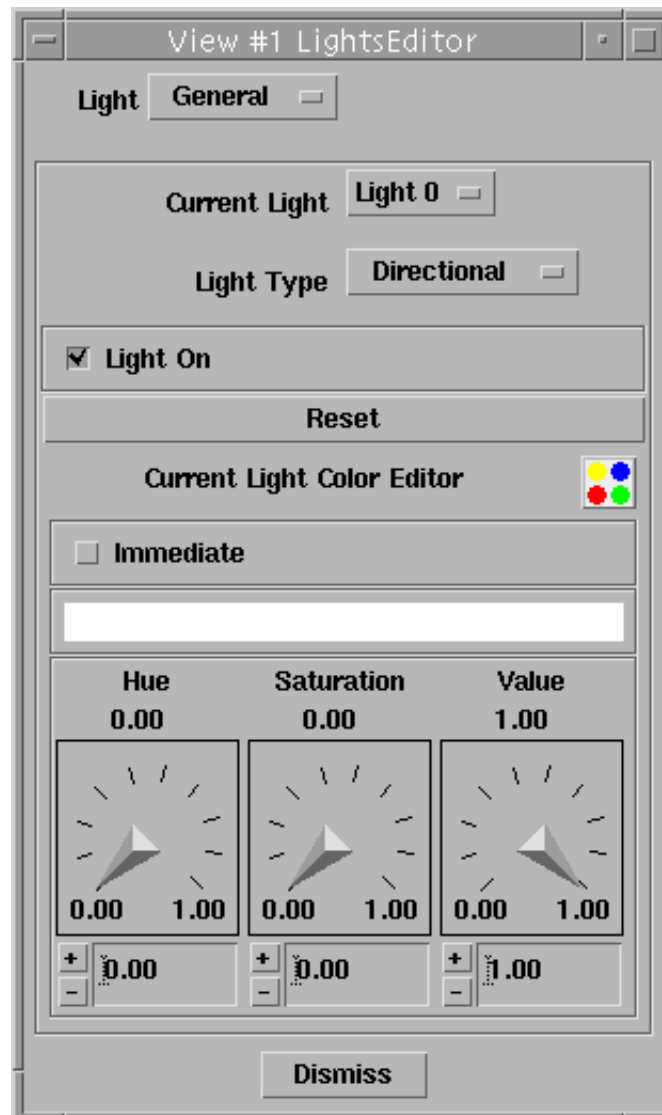 View #1 LightsEditor
Light General
Current Light Light 0
Light Type Directional
Light On
Reset
Current Light Color Editor
Immediate
Hue Saturation Value
0.00 0.00 1.00
0.00 1.00 0.00 1.00 0.00 1.00
+ 0.00 + 0.00 + 1.00
- - -
Dismiss